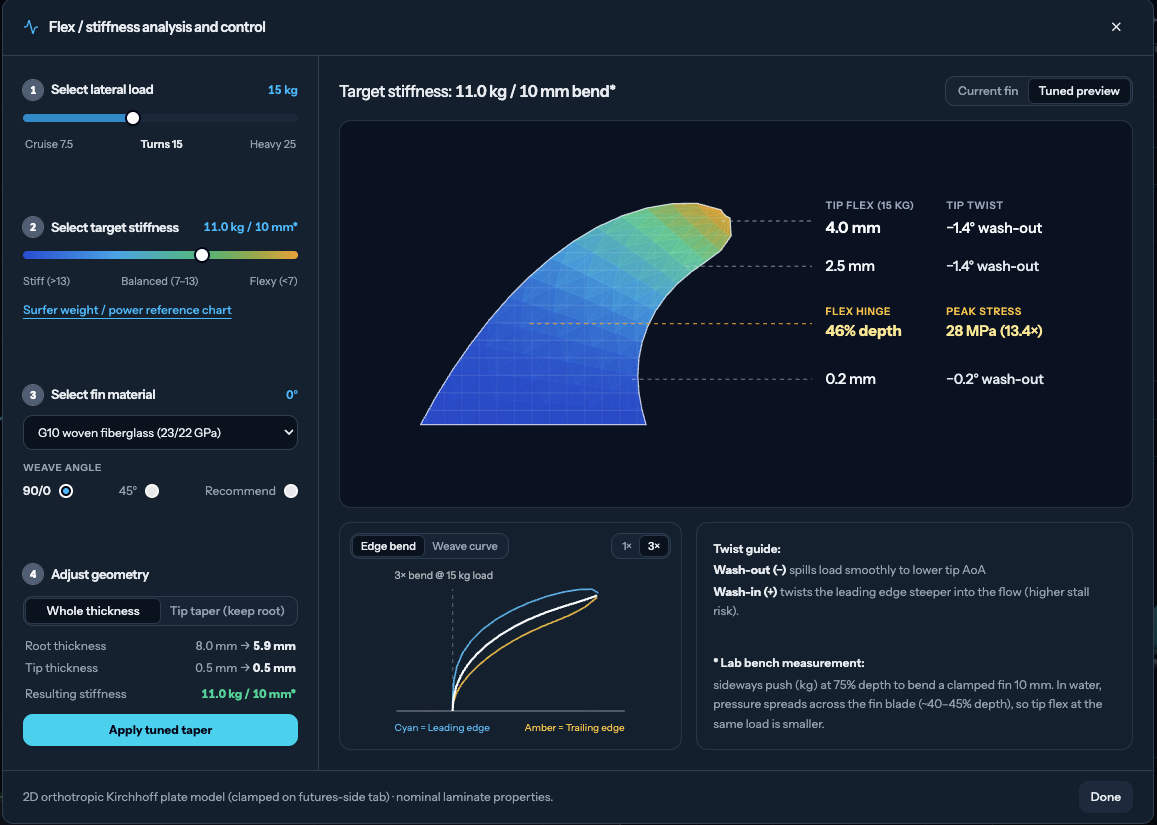 Flex / stiffness analysis and control
×
1 Select lateral load 15 kg
Cruise 7.5 Turns 15 Heavy 25
2 Select target stiffness 11.0 kg / 10 mm*
Stiff (>13) Balanced (7–13) Flexy (<7)
Surfer weight / power reference chart
3 Select fin material 0°
G10 woven fiberglass (23/22 GPa)
WEAVE ANGLE
90/0 45° Recommend
4 Adjust geometry
Whole thickness Tip taper (keep root)
Root thickness 8.0 mm → 5.9 mm
Tip thickness 0.5 mm → 0.5 mm
Resulting stiffness 11.0 kg / 10 mm*
Apply tuned taper
Target stiffness: 11.0 kg / 10 mm bend*
Current fin Tuned preview
TIP FLEX (15 KG) TIP TWIST
4.0 mm −1.4° wash-out
2.5 mm −1.4° wash-out
FLEX HINGE PEAK STRESS
46% depth 28 MPa (13.4×)
0.2 mm −0.2° wash-out
Edge bend Weave curve 1× 3×
3× bend @ 15 kg load
Cyan = Leading edge Amber = Trailing edge
Twist guide:
Wash-out (−) spills load smoothly to lower tip AoA
Wash-in (+) twists the leading edge steeper into the flow (higher stall
risk).
* Lab bench measurement:
sideways push (kg) at 75% depth to bend a clamped fin 10 mm. In water,
pressure spreads across the fin blade (~40–45% depth), so tip flex at the
same load is smaller.
2D orthotropic Kirchhoff plate model (clamped on futures-side tab) · nominal laminate properties.
Done